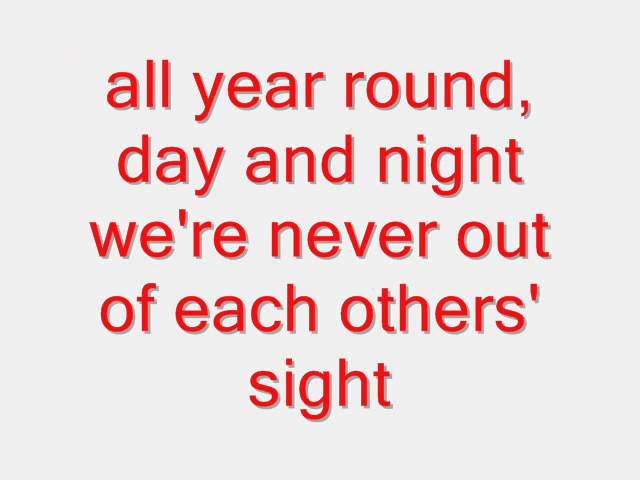 all year round,
day and night
we're never out
of each others'
sight